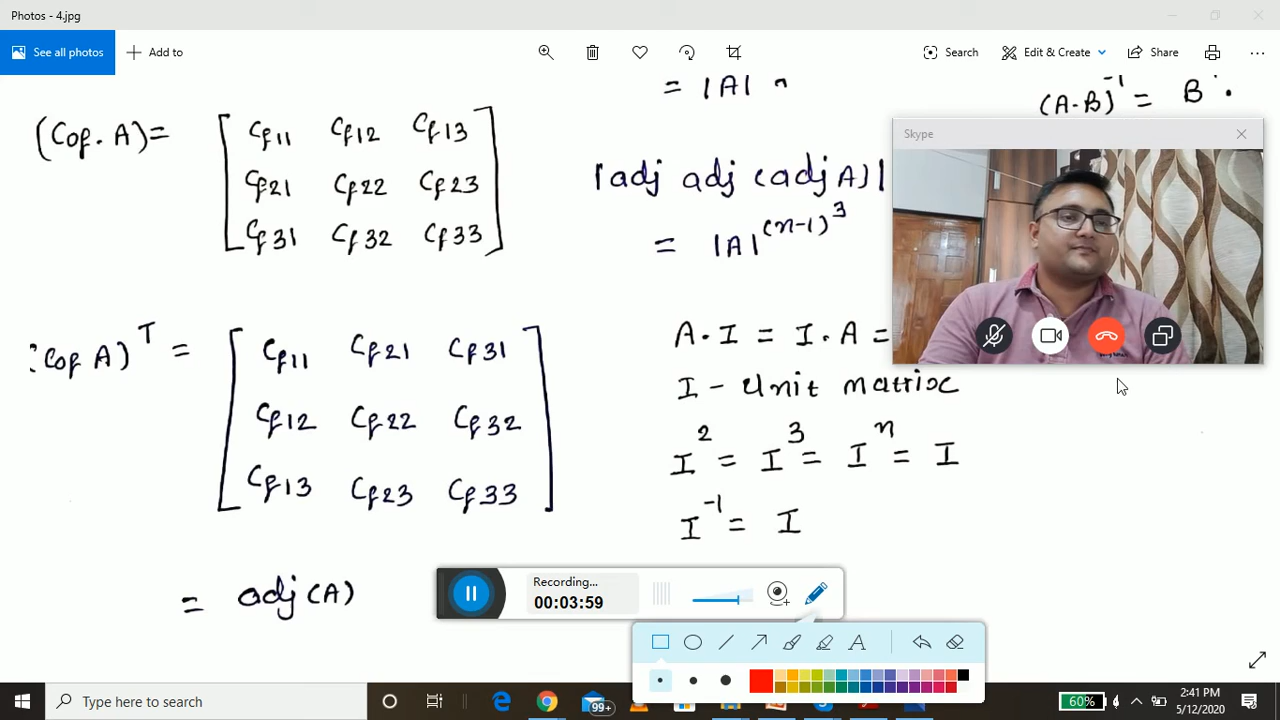 Photos - 4.jpg
See all photos
Add to
Search
Edit & Create
Share
(Cof. A) =
Cf11 Cf12 Cf13
Cf21 Cf22 Cf23
Cf31 Cf32 Cf33
Cof A)ᵀ =
Cf11 Cf21 Cf31
Cf12 Cf22 Cf32
Cf13 Cf23 Cf33
= adj(A)
= |A|
|adj adj (adj A)|
= |A|^(n-1)^3
A.I = I.A =
I - Unit matrix
I² = I³ = Iⁿ = I
I⁻¹ = I
(A.B)⁻¹ = B
Skype
Recording...
00:03:59
A
Type here to search
99+
60%
2:41 PM
5/12/2020